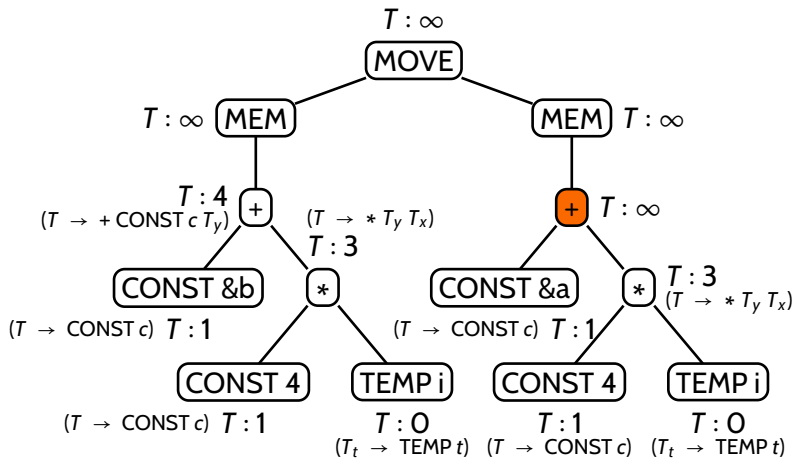 T : ∞
MOVE
T : ∞ MEM MEM T : ∞
T : 4
(T → + CONST c T_y) + (T → * T_y T_x) + T : ∞
T : 3
CONST &b * CONST &a * T : 3
(T → * T_y T_x)
(T → CONST c) T : 1 (T → CONST c) T : 1
CONST 4 TEMP i CONST 4 TEMP i
(T → CONST c) T : 1 T : 0 T : 1 T : 0
(T_t → TEMP t) (T → CONST c) (T_t → TEMP t)